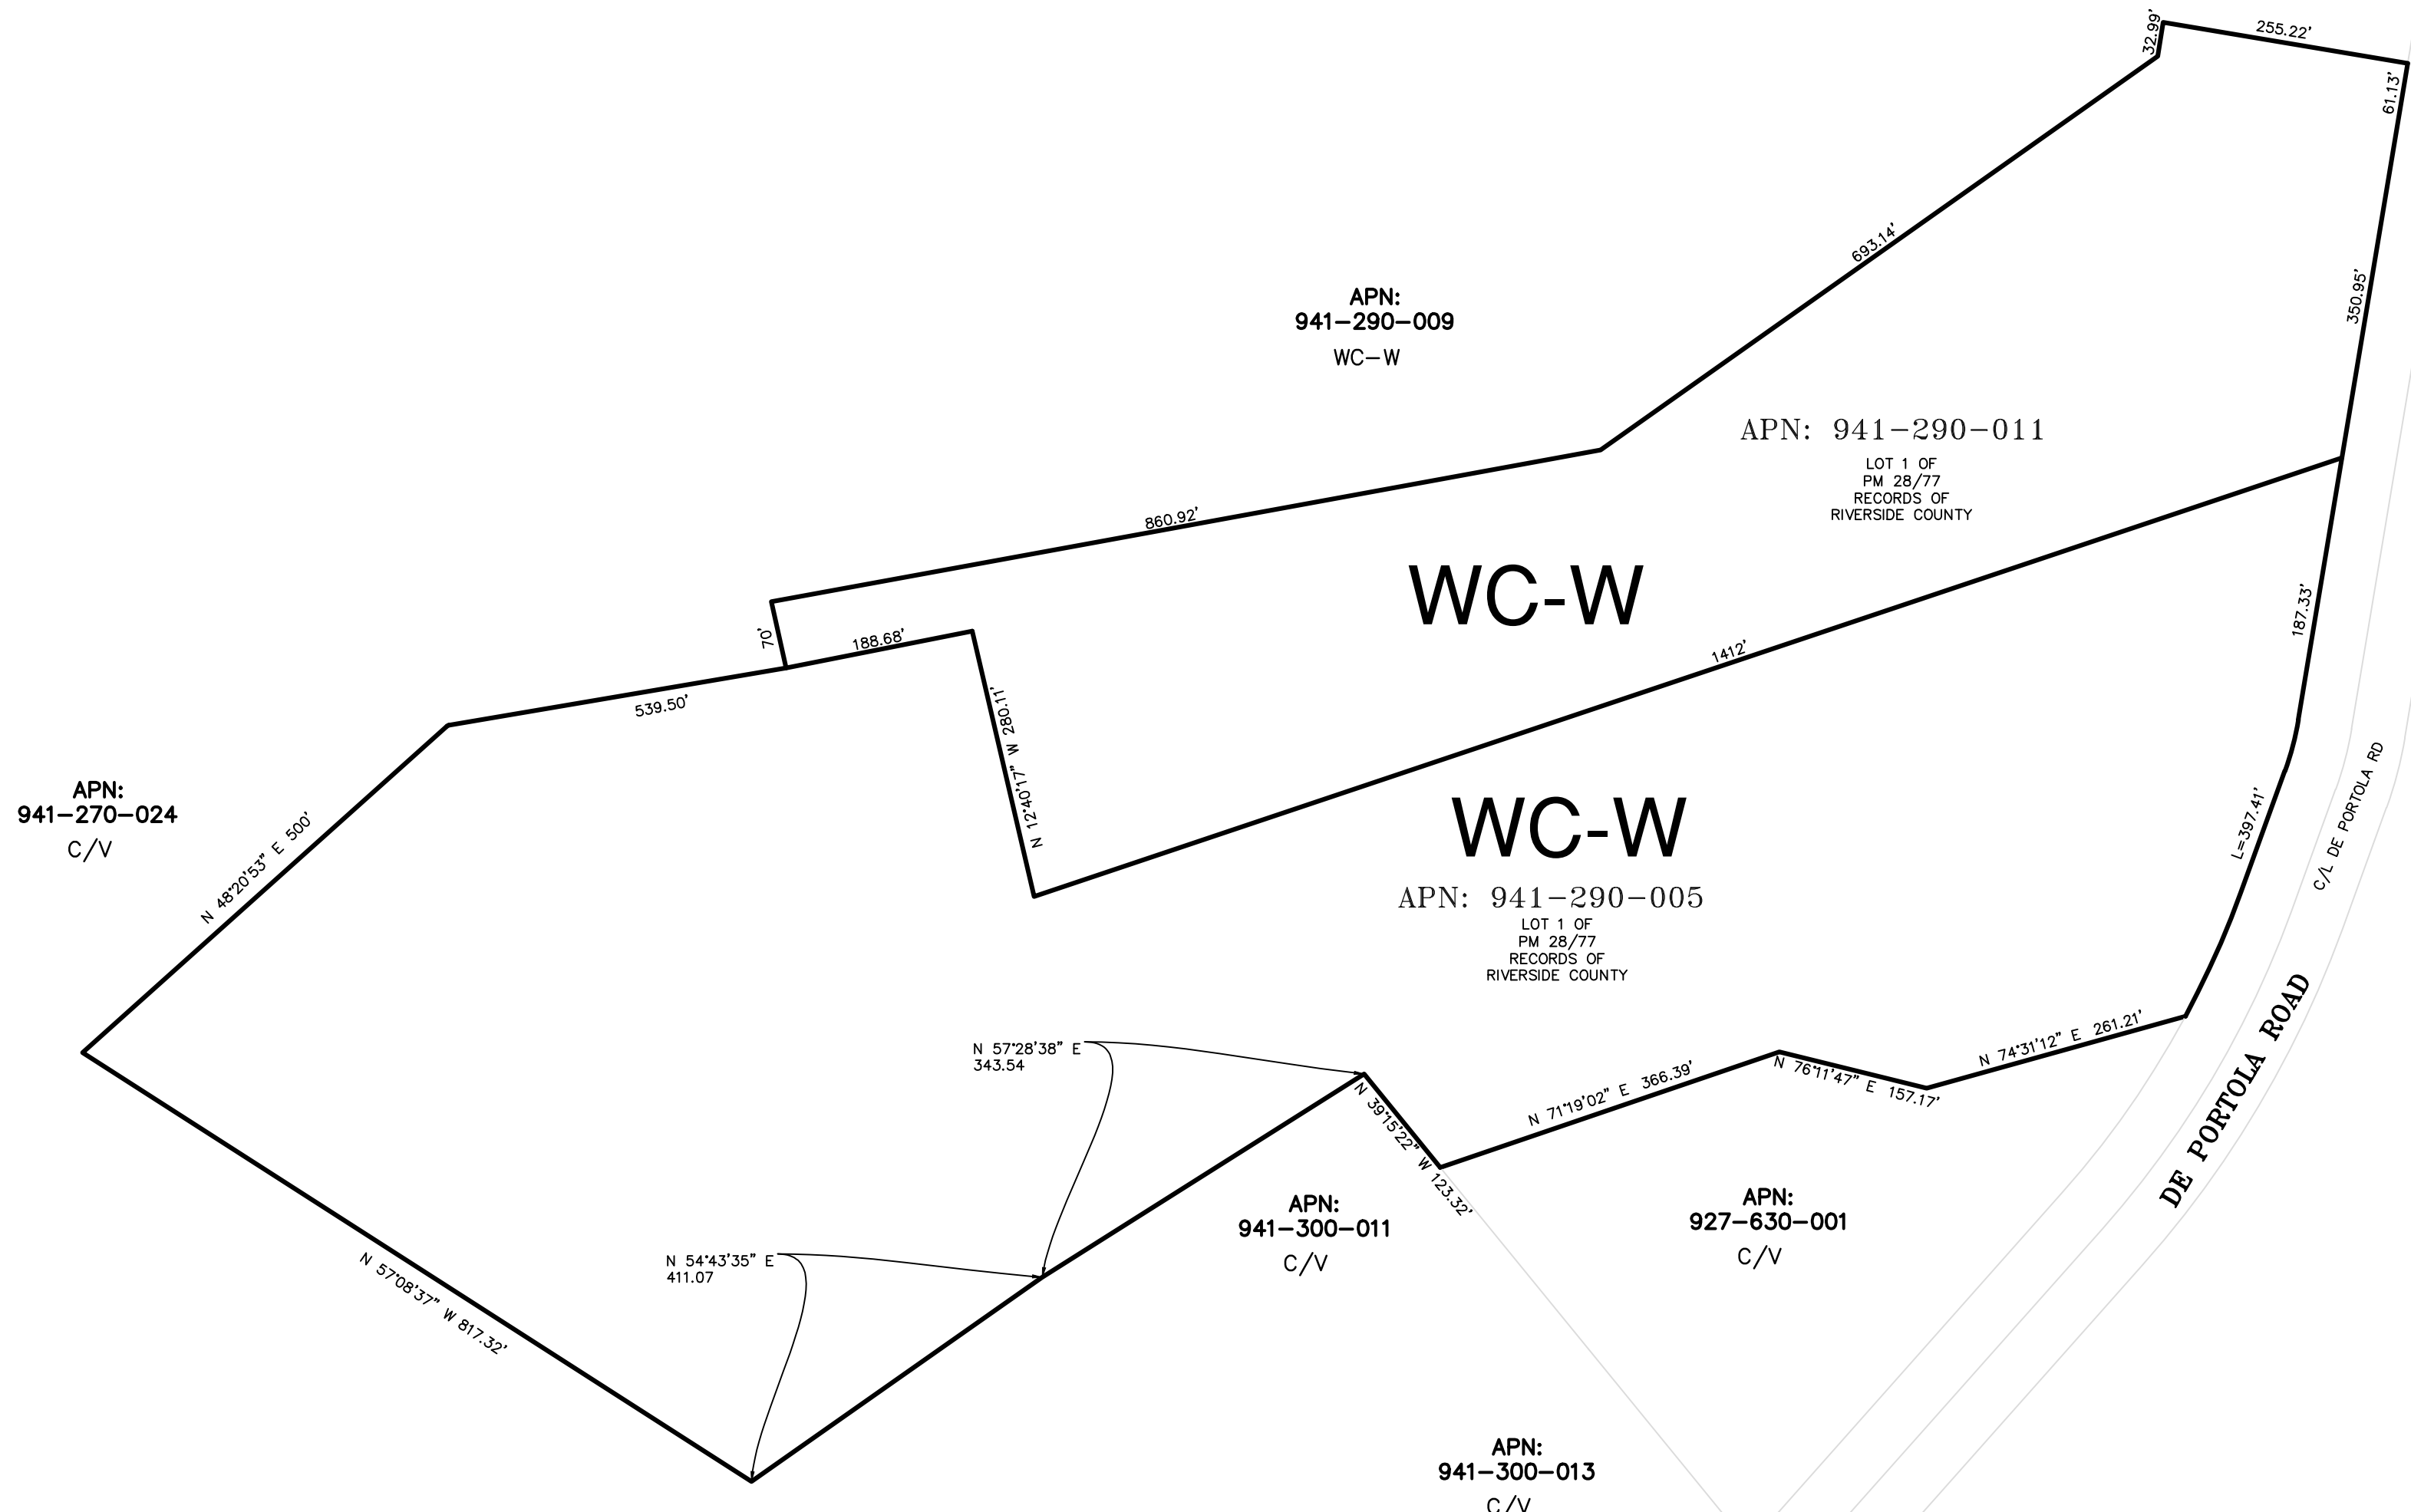 32.99'
255.22'
61.13'
693.14'
350.95'
APN:
941-290-009
WC-W
APN: 941-290-011
LOT 1 OF
PM 28/77
RECORDS OF
RIVERSIDE COUNTY
860.92'
WC-W
187.33'
70'
188.68'
1412'
539.50'
N 12°40'17" W 280.11'
APN:
941-270-024
C/V
N 48°20'53" E 500'
WC-W
APN: 941-290-005
LOT 1 OF
PM 28/77
RECORDS OF
RIVERSIDE COUNTY
L=397.41'
C/L DE PORTOLA RD
DE PORTOLA ROAD
N 57°28'38" E
343.54
N 39°15'22" W 123.32'
N 71°19'02" E 366.39'
N 76°11'47" E 157.17'
N 74°31'12" E 261.21'
APN:
941-300-011
C/V
APN:
927-630-001
C/V
N 54°43'35" E
411.07
N 57°08'37" W 817.32'
APN:
941-300-013
C/V